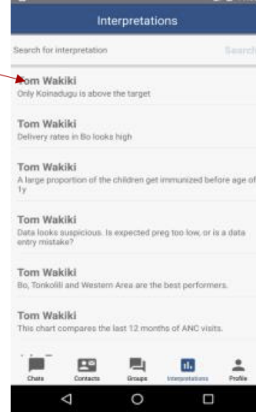 Interpretations
Search for interpretation Search
Tom Wakiki
Only Koinadugu is above the target
Tom Wakiki
Delivery rates in Bo looks high
Tom Wakiki
A large proportion of the children get immunized before age of
1y
Tom Wakiki
Data looks suspicious. Is expected preg too low, or is a data
entry mistake?
Tom Wakiki
Bo, Tonkolili and Western Area are the best performers.
Tom Wakiki
This chart compares the last 12 months of ANC visits.
Chats Contacts Groups Interpretations Profile